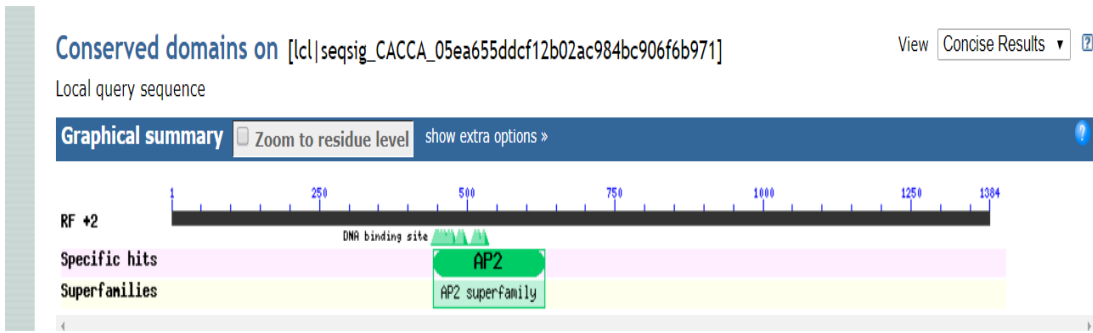 Conserved domains on [lcl|seqsig_CACCA_05ea655ddcf12b02ac984bc906f6b971]
View Concise Results ?
Local query sequence
Graphical summary Zoom to residue level show extra options » ?
1 250 500 750 1000 1250 1384
RF +2
DNA binding site
Specific hits AP2
Superfamilies AP2 superfamily